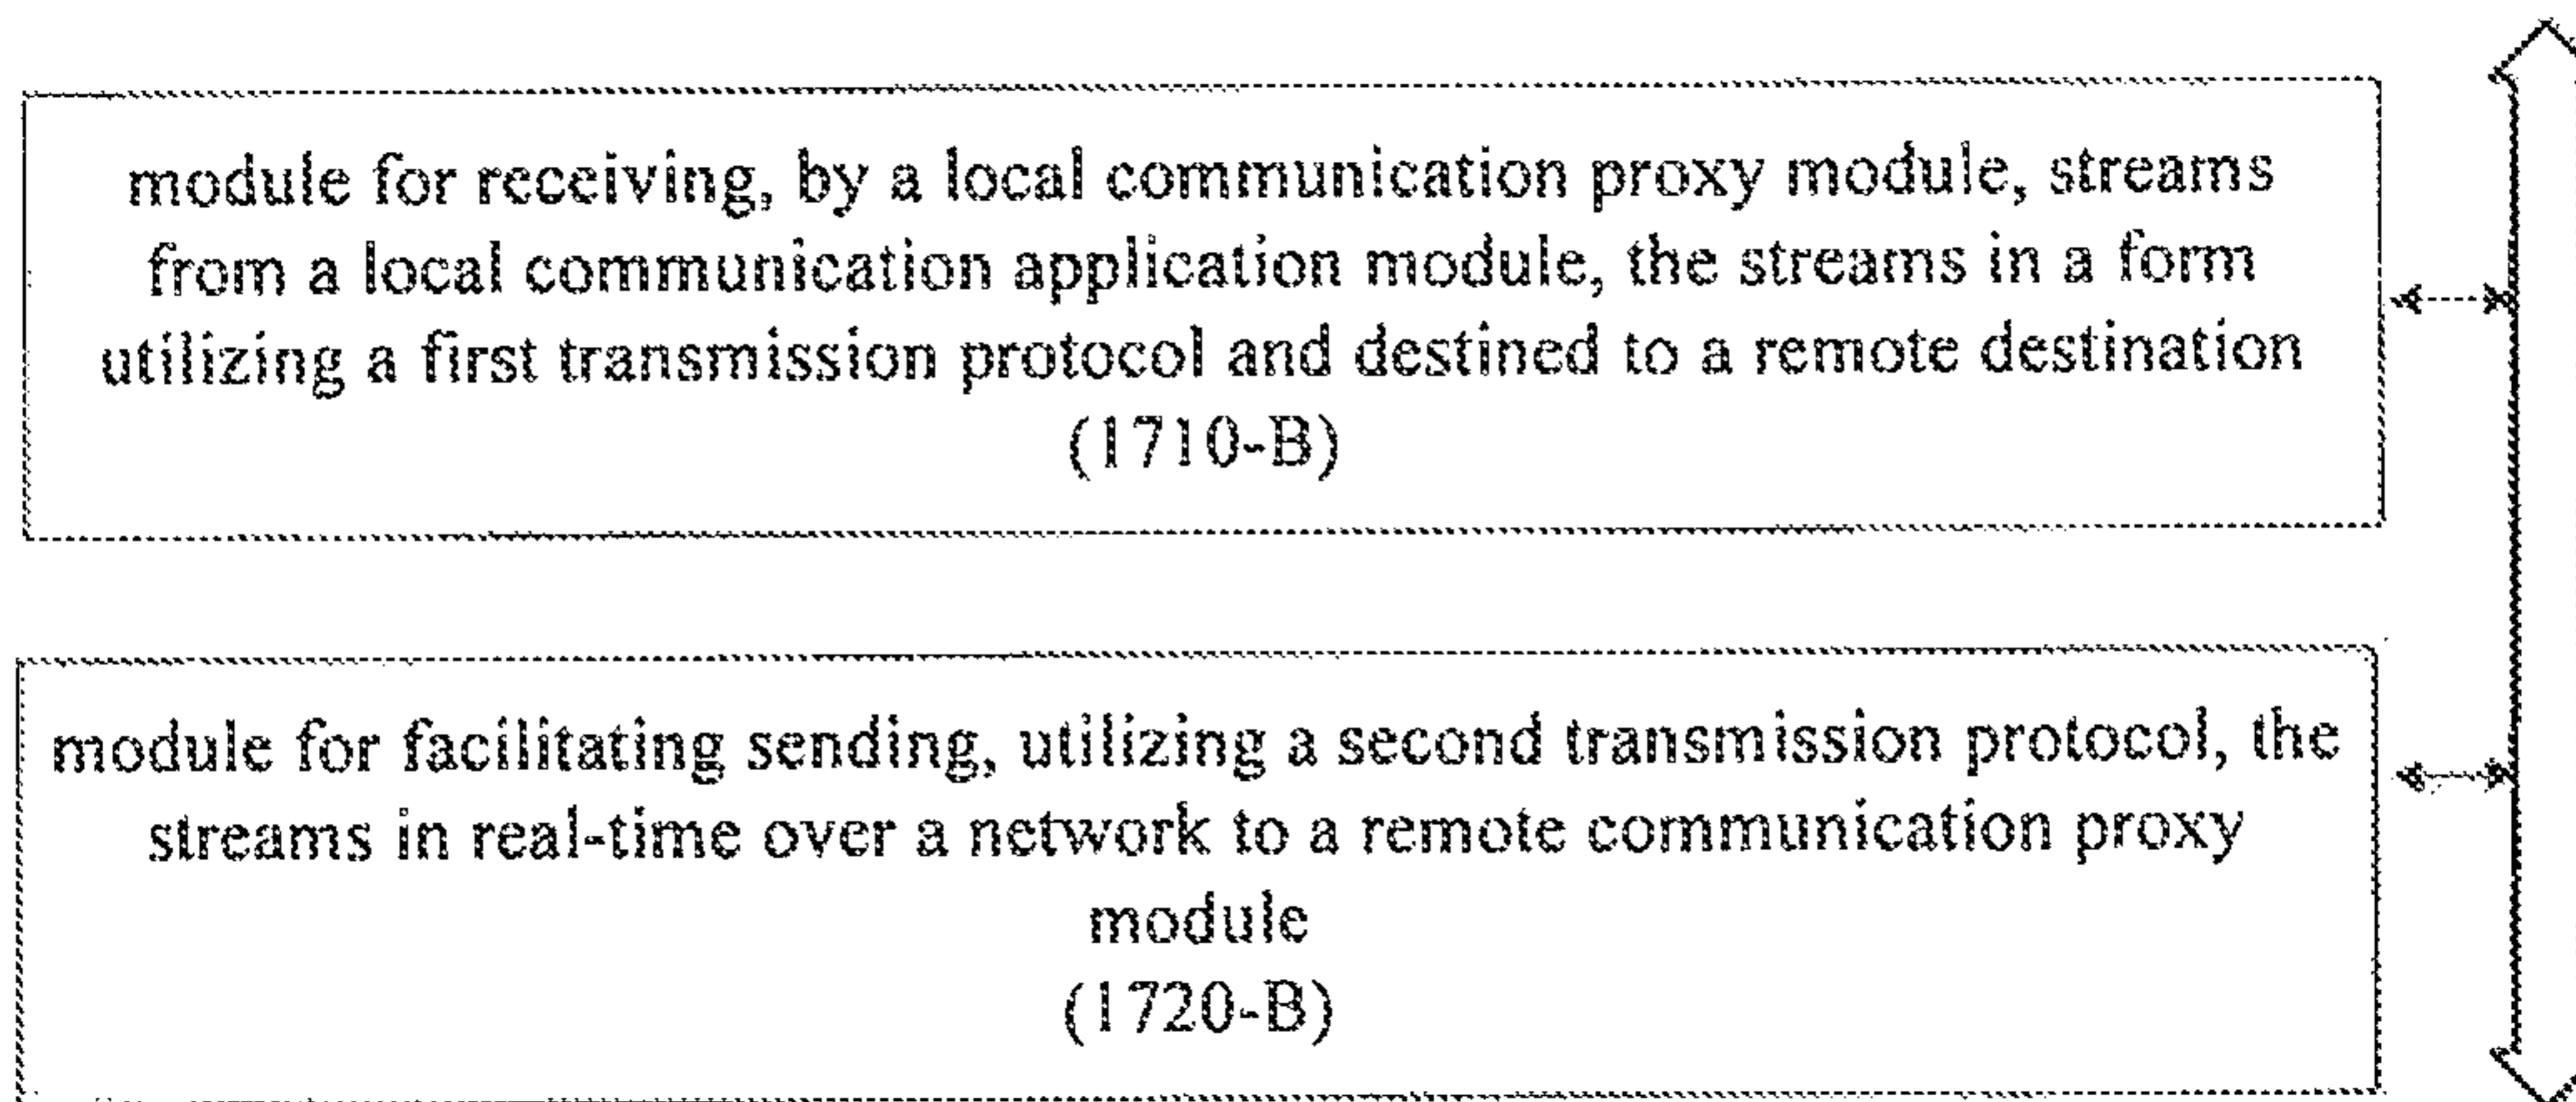 module for receiving, by a local communication proxy module, streams
from a local communication application module, the streams in a form
utilizing a first transmission protocol and destined to a remote destination
(1710-B)
module for facilitating sending, utilizing a second transmission protocol, the
streams in real-time over a network to a remote communication proxy
module
(1720-B)